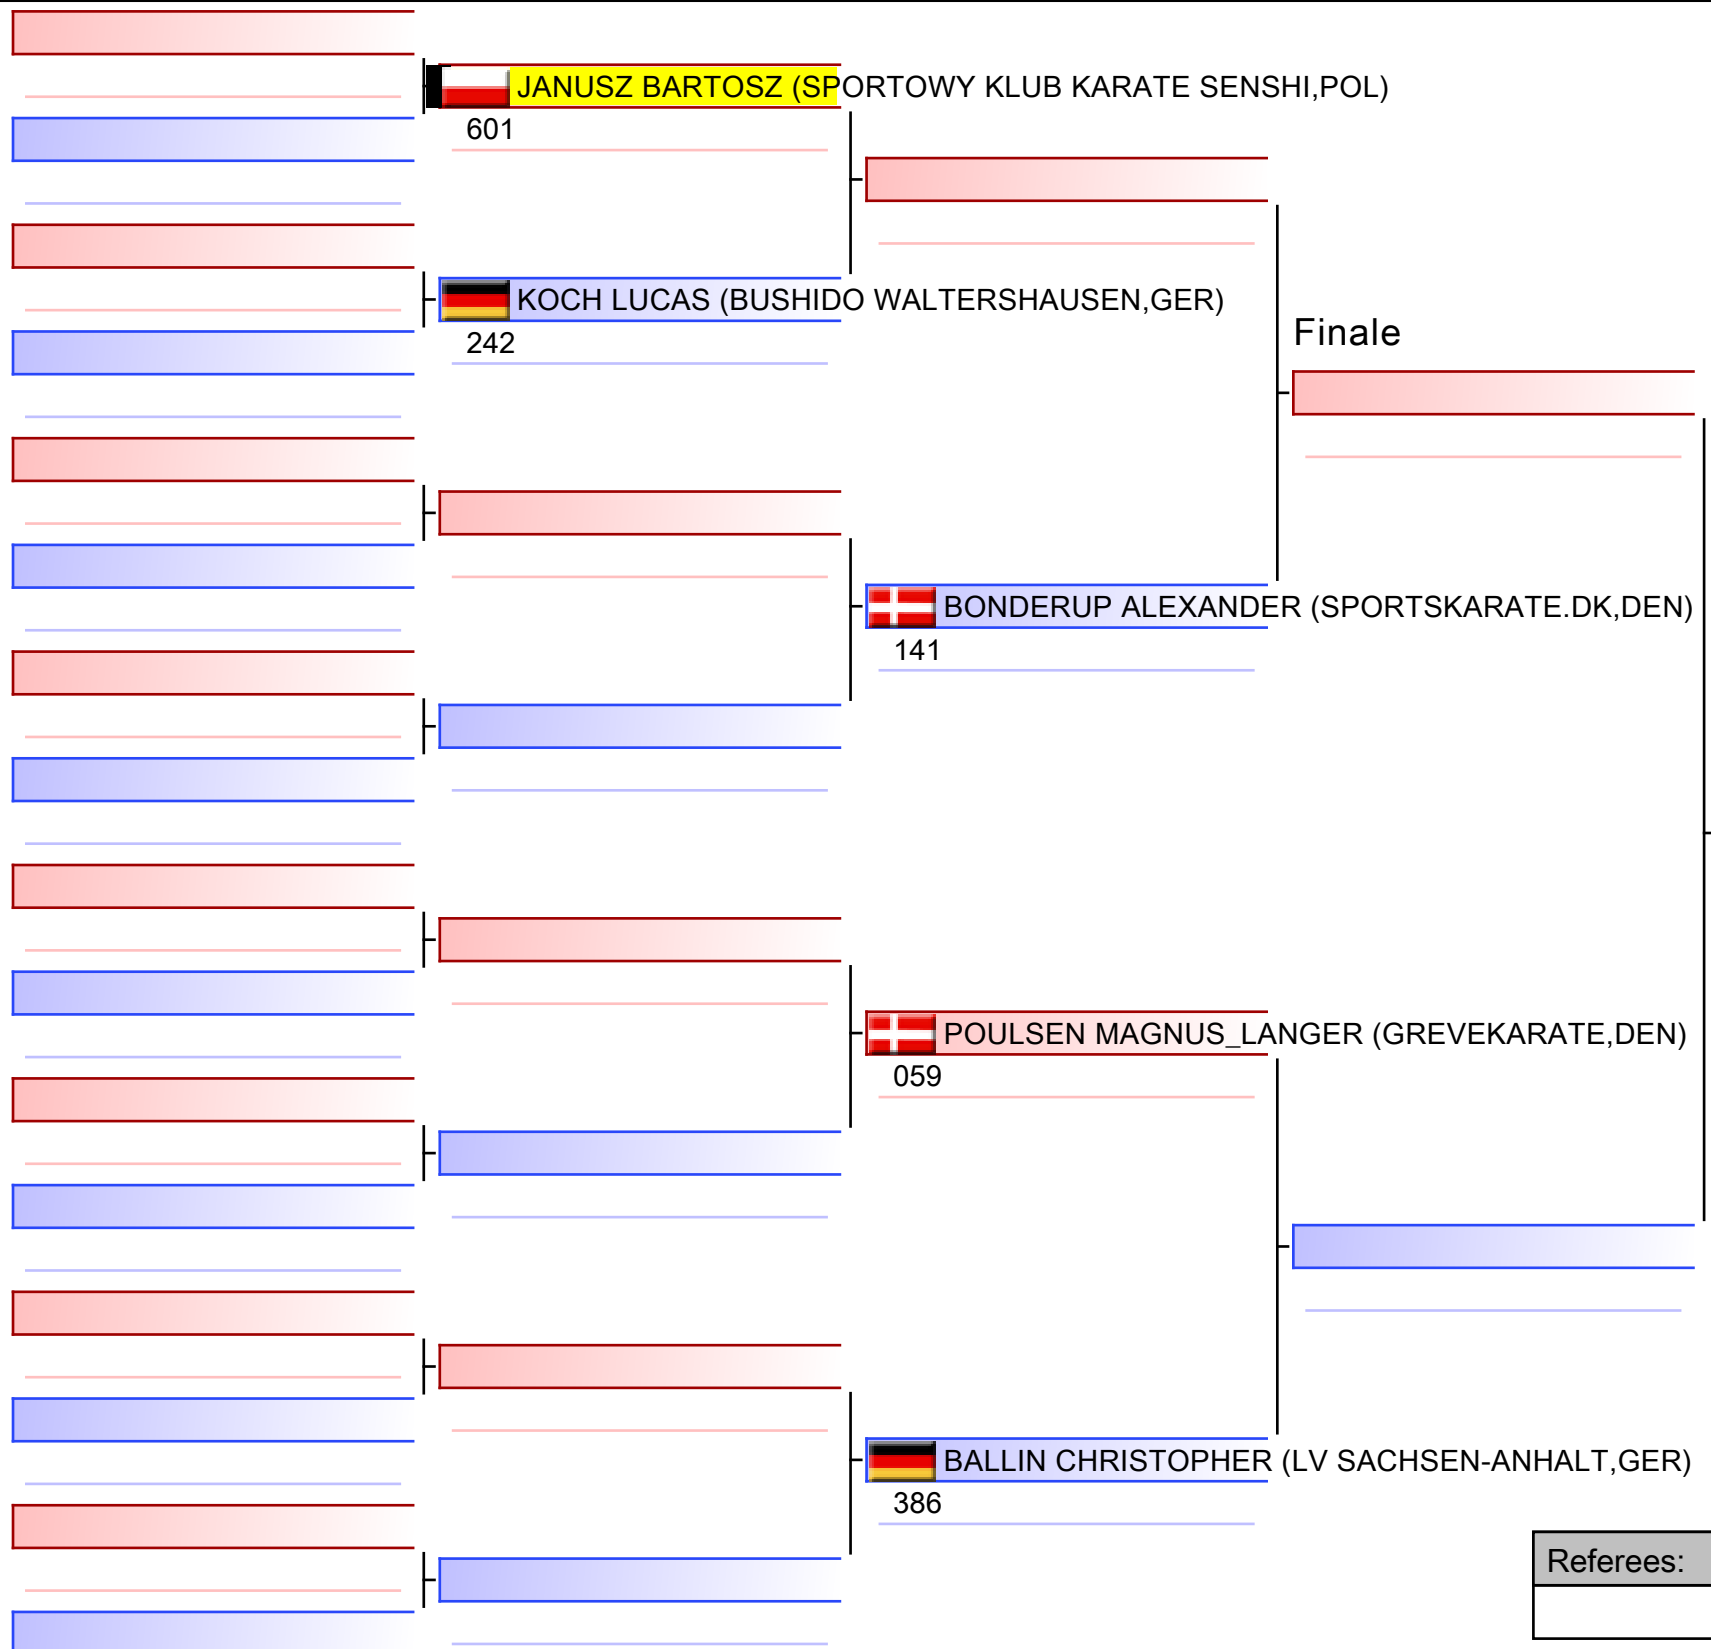 JANUSZ BARTOSZ (SPORTOWY KLUB KARATE SENSHI,POL)
601
KOCH LUCAS (BUSHIDO WALTERSHAUSEN,GER)
242
Finale
BONDERUP ALEXANDER (SPORTSKARATE.DK,DEN)
141
POULSEN MAGNUS_LANGER (GREVEKARATE,DEN)
059
BALLIN CHRISTOPHER (LV SACHSEN-ANHALT,GER)
386
Referees: